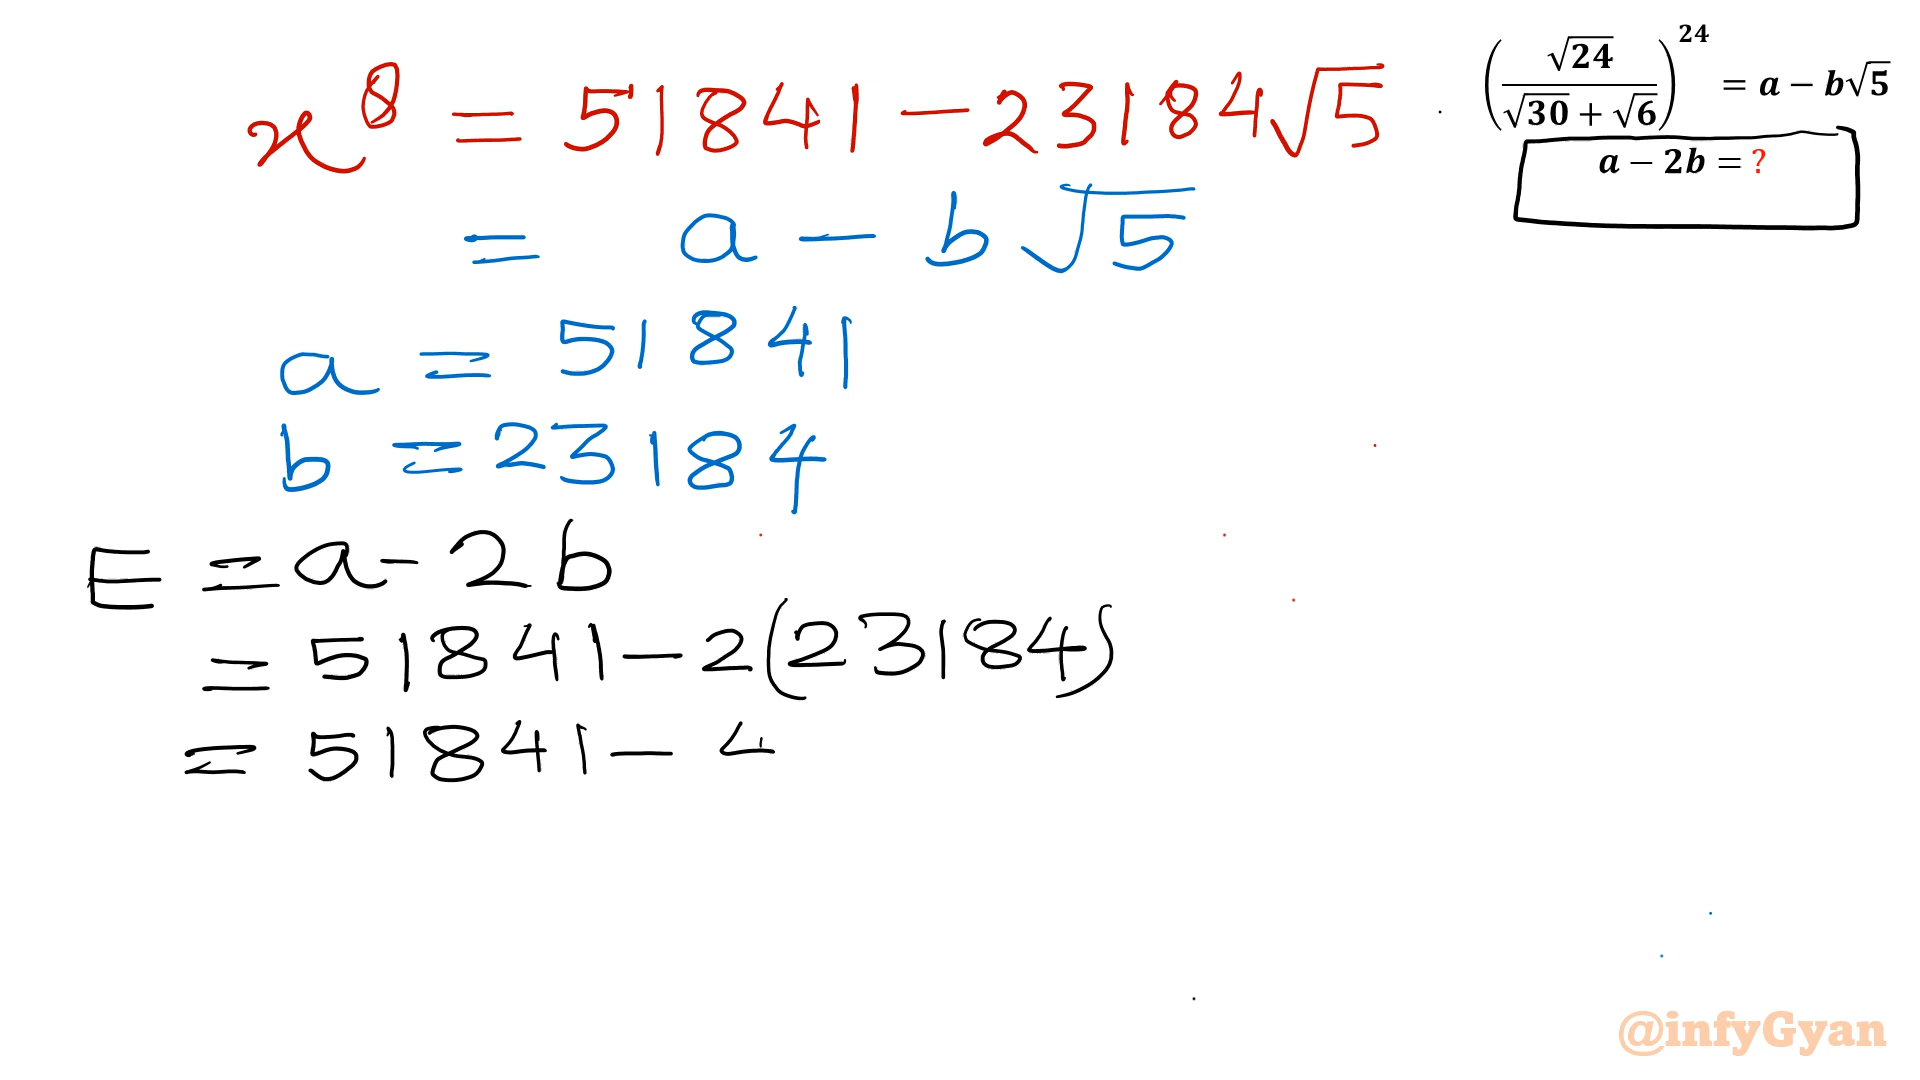 x⁸ = 51841 − 23184√5
= a − b√5
a = 51841
b = 23184
E = a − 2b
= 51841 − 2(23184)
= 51841 − 4
(√24 / (√30 + √6))²⁴ = a − b√5
a − 2b = ?
@infyGyan